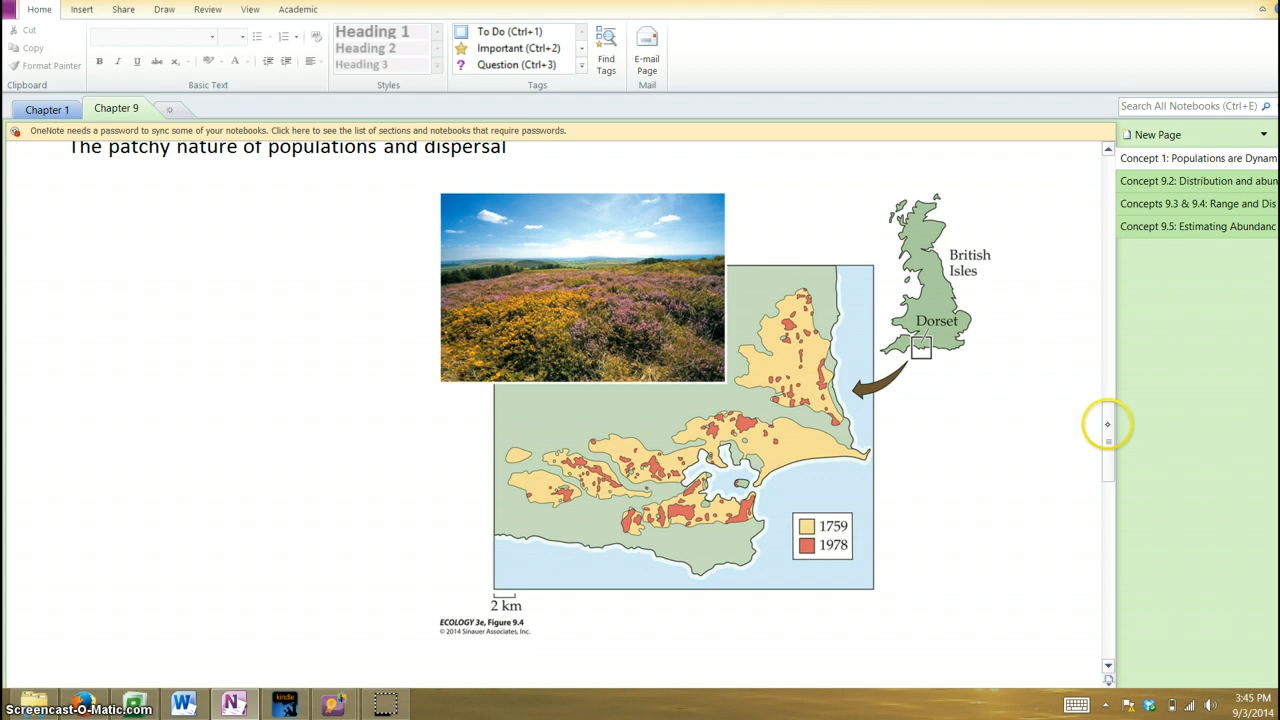 Home Insert Share Draw Review View Academic
Cut
Copy
Format Painter
Clipboard
Basic Text
Heading 1
Heading 2
Heading 3
Styles
To Do (Ctrl+1)
Important (Ctrl+2)
Question (Ctrl+3)
Tags
Find
Tags
E-mail
Page
Mail
Chapter 1 Chapter 9
Search All Notebooks (Ctrl+E)
OneNote needs a password to sync some of your notebooks. Click here to see the list of sections and notebooks that require passwords.
New Page
Concept 1: Populations are Dynam
Concept 9.2: Distribution and abun
Concepts 9.3 & 9.4: Range and Dis
Concept 9.5: Estimating Abundanc
The patchy nature of populations and dispersal
British
Isles
Dorset
1759
1978
2 km
ECOLOGY 3e, Figure 9.4
© 2014 Sinauer Associates, Inc.
kindle
Screencast-O-Matic.com
3:45 PM
9/3/2014